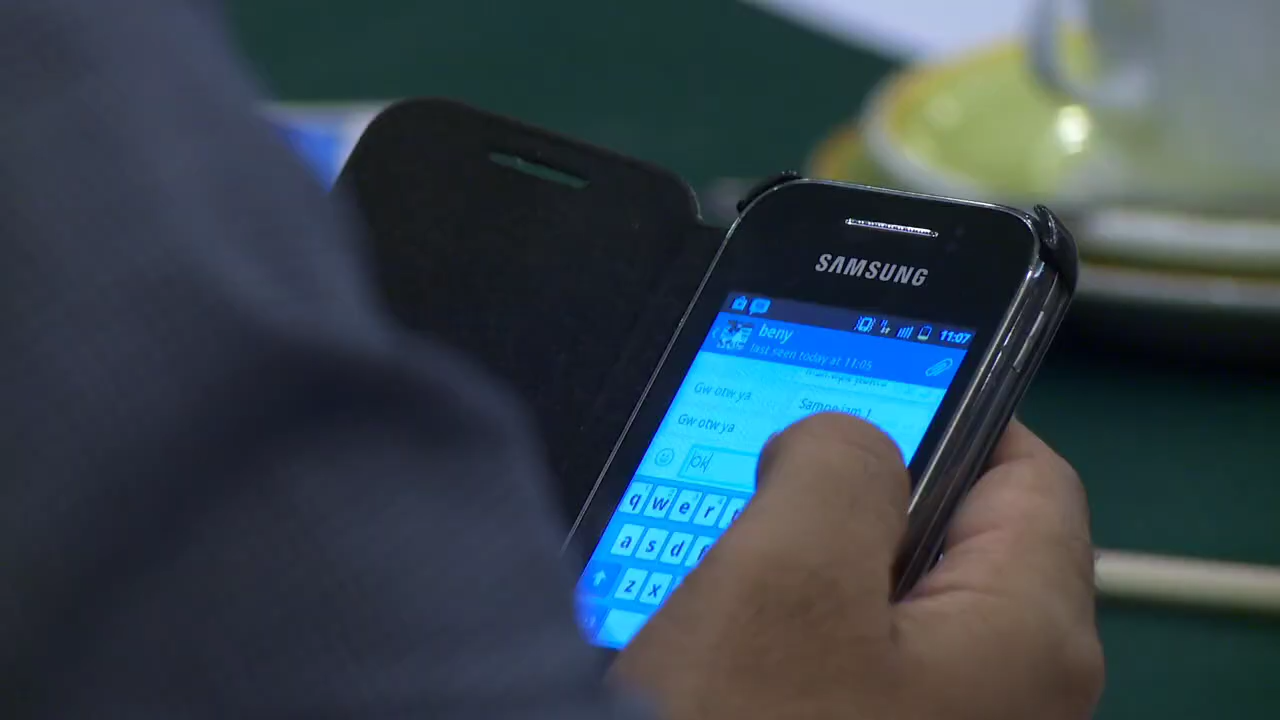 SAMSUNG
11:07
beny
last seen today at 11:05
Gw otw ya
Sampe jam 1
Gw otw ya
Ok
q w e r t
a s d f
z x